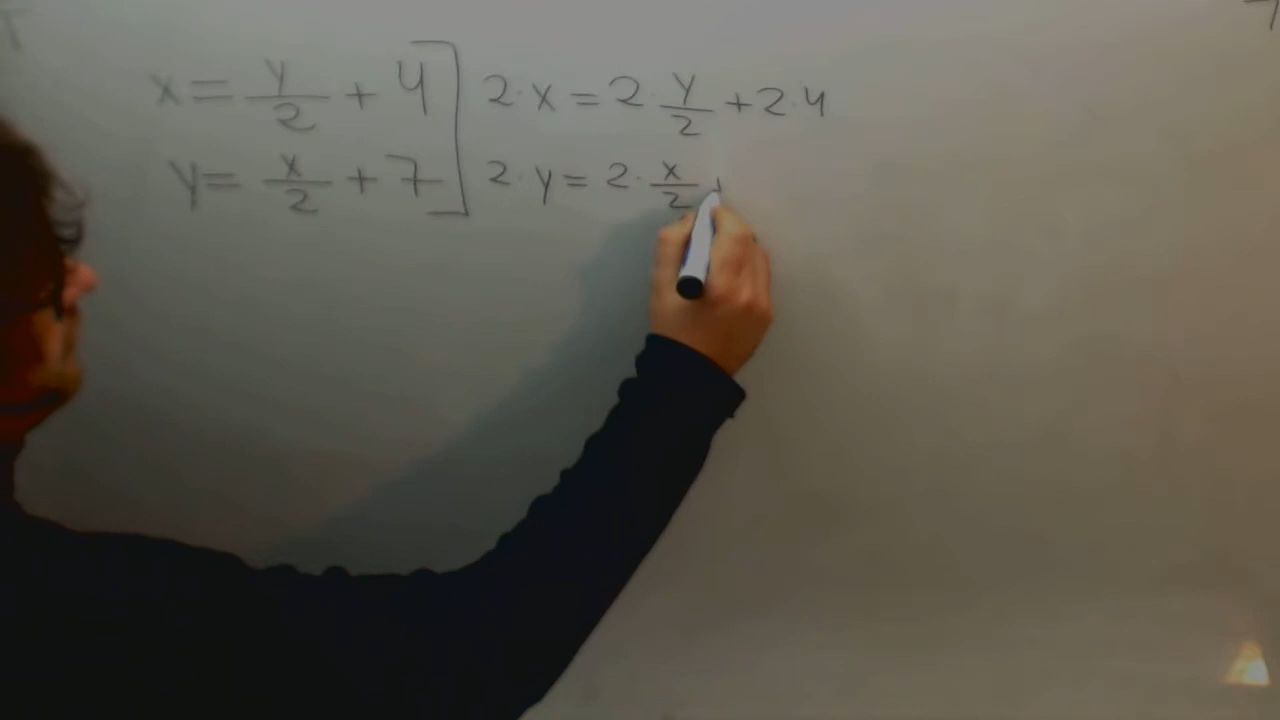 x = y/2 + 4 ] 2·x = 2·y/2 + 2·4
y = x/2 + 7 ] 2·y = 2·x/2